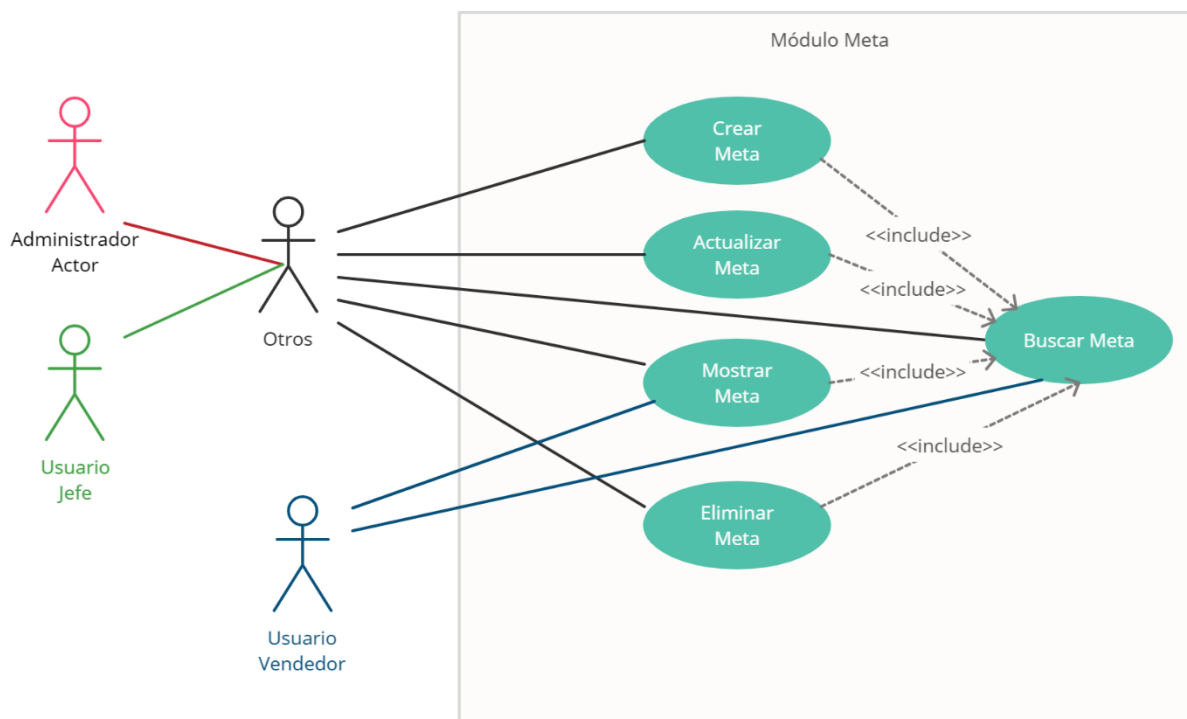 Módulo Meta
Crear
Meta
Administrador
Actor
<<include>>
Actualizar
Meta
<<include>>
Otros
Buscar Meta
Mostrar
Meta
<<include>>
Usuario
Jefe
<<include>>
Eliminar
Meta
Usuario
Vendedor